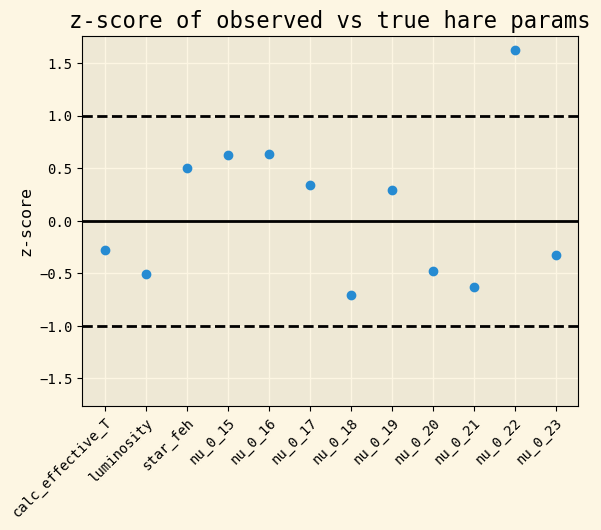 z-score of observed vs true hare params
z-score
1.5
1.0
0.5
0.0
−0.5
−1.0
−1.5
calc_effective_T
luminosity
star_feh
nu_0_15
nu_0_16
nu_0_17
nu_0_18
nu_0_19
nu_0_20
nu_0_21
nu_0_22
nu_0_23